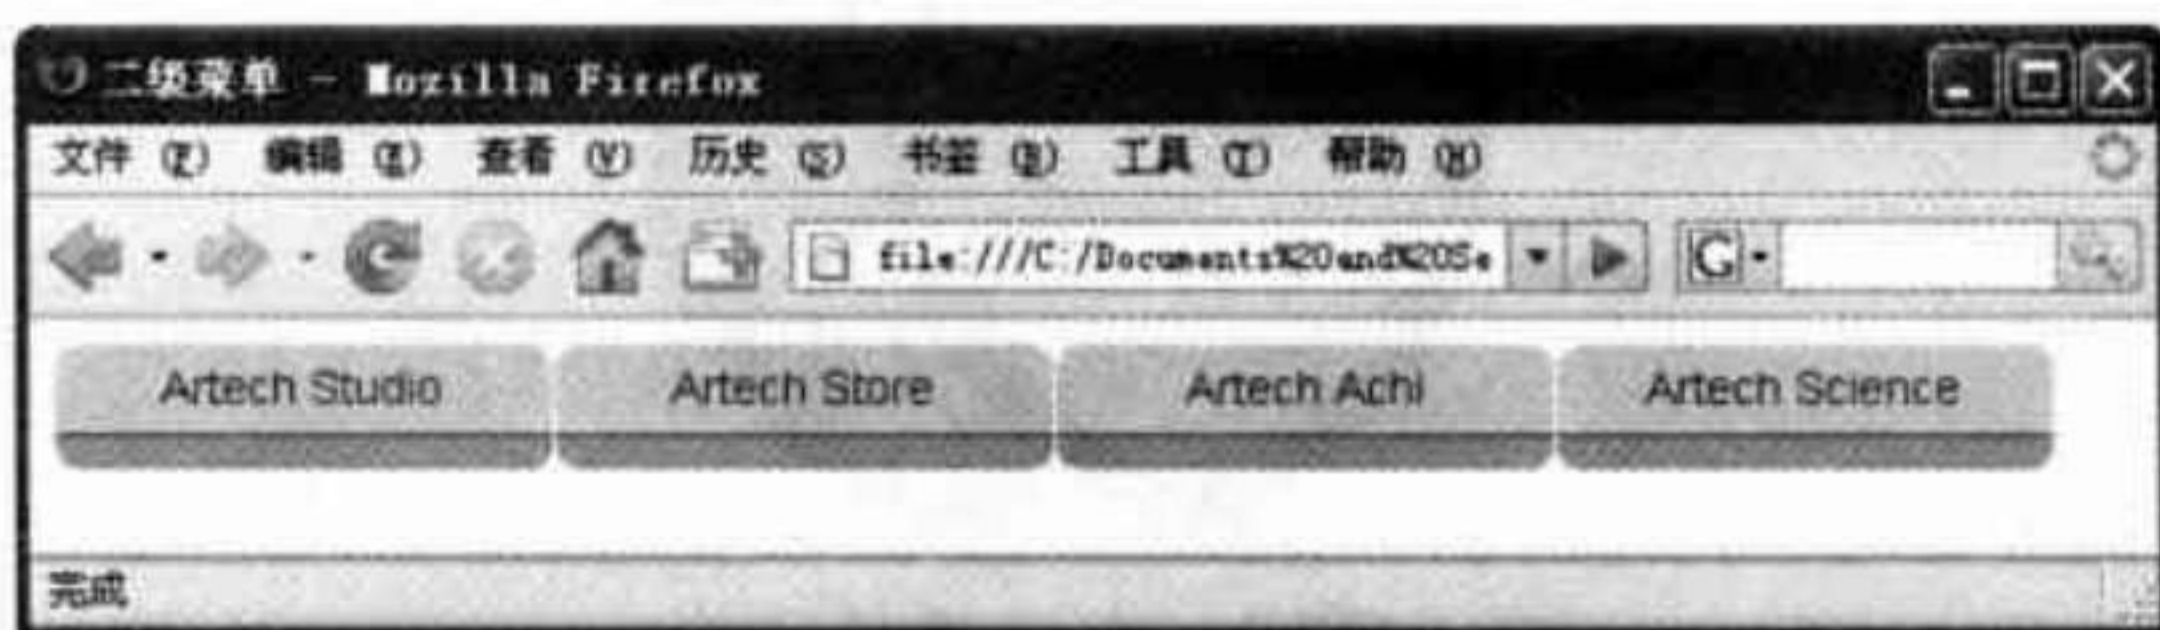 二级菜单 - Mozilla Firefox
文件 (F) 编辑 (E) 查看 (V) 历史 (S) 书签 (B) 工具 (T) 帮助 (H)
file:///C:/Documents%20and%20Se G
Artech Studio Artech Store Artech Achi Artech Science
完成